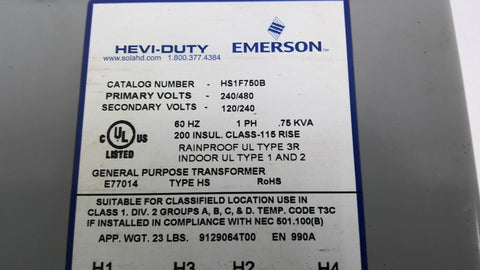 HEVI-DUTY EMERSON™
www.solahd.com 1.800.377.4384
CATALOG NUMBER - HS1F750B
PRIMARY VOLTS - 240/480
SECONDARY VOLTS - 120/240
60 HZ 1 PH .75 KVA
200 INSUL. CLASS-115 RISE
C UL US
LISTED
RAINPROOF UL TYPE 3R
INDOOR UL TYPE 1 AND 2
GENERAL PURPOSE TRANSFORMER
E77014 TYPE HS RoHS
SUITABLE FOR CLASSIFIELD LOCATION USE IN
CLASS 1. DIV. 2 GROUPS A, B, C, & D. TEMP. CODE T3C
IF INSTALLED IN COMPLIANCE WITH NEC 501.100(B)
APP. WGT. 23 LBS. 9129064T00 EN 990A
H1 H3 H2 H4